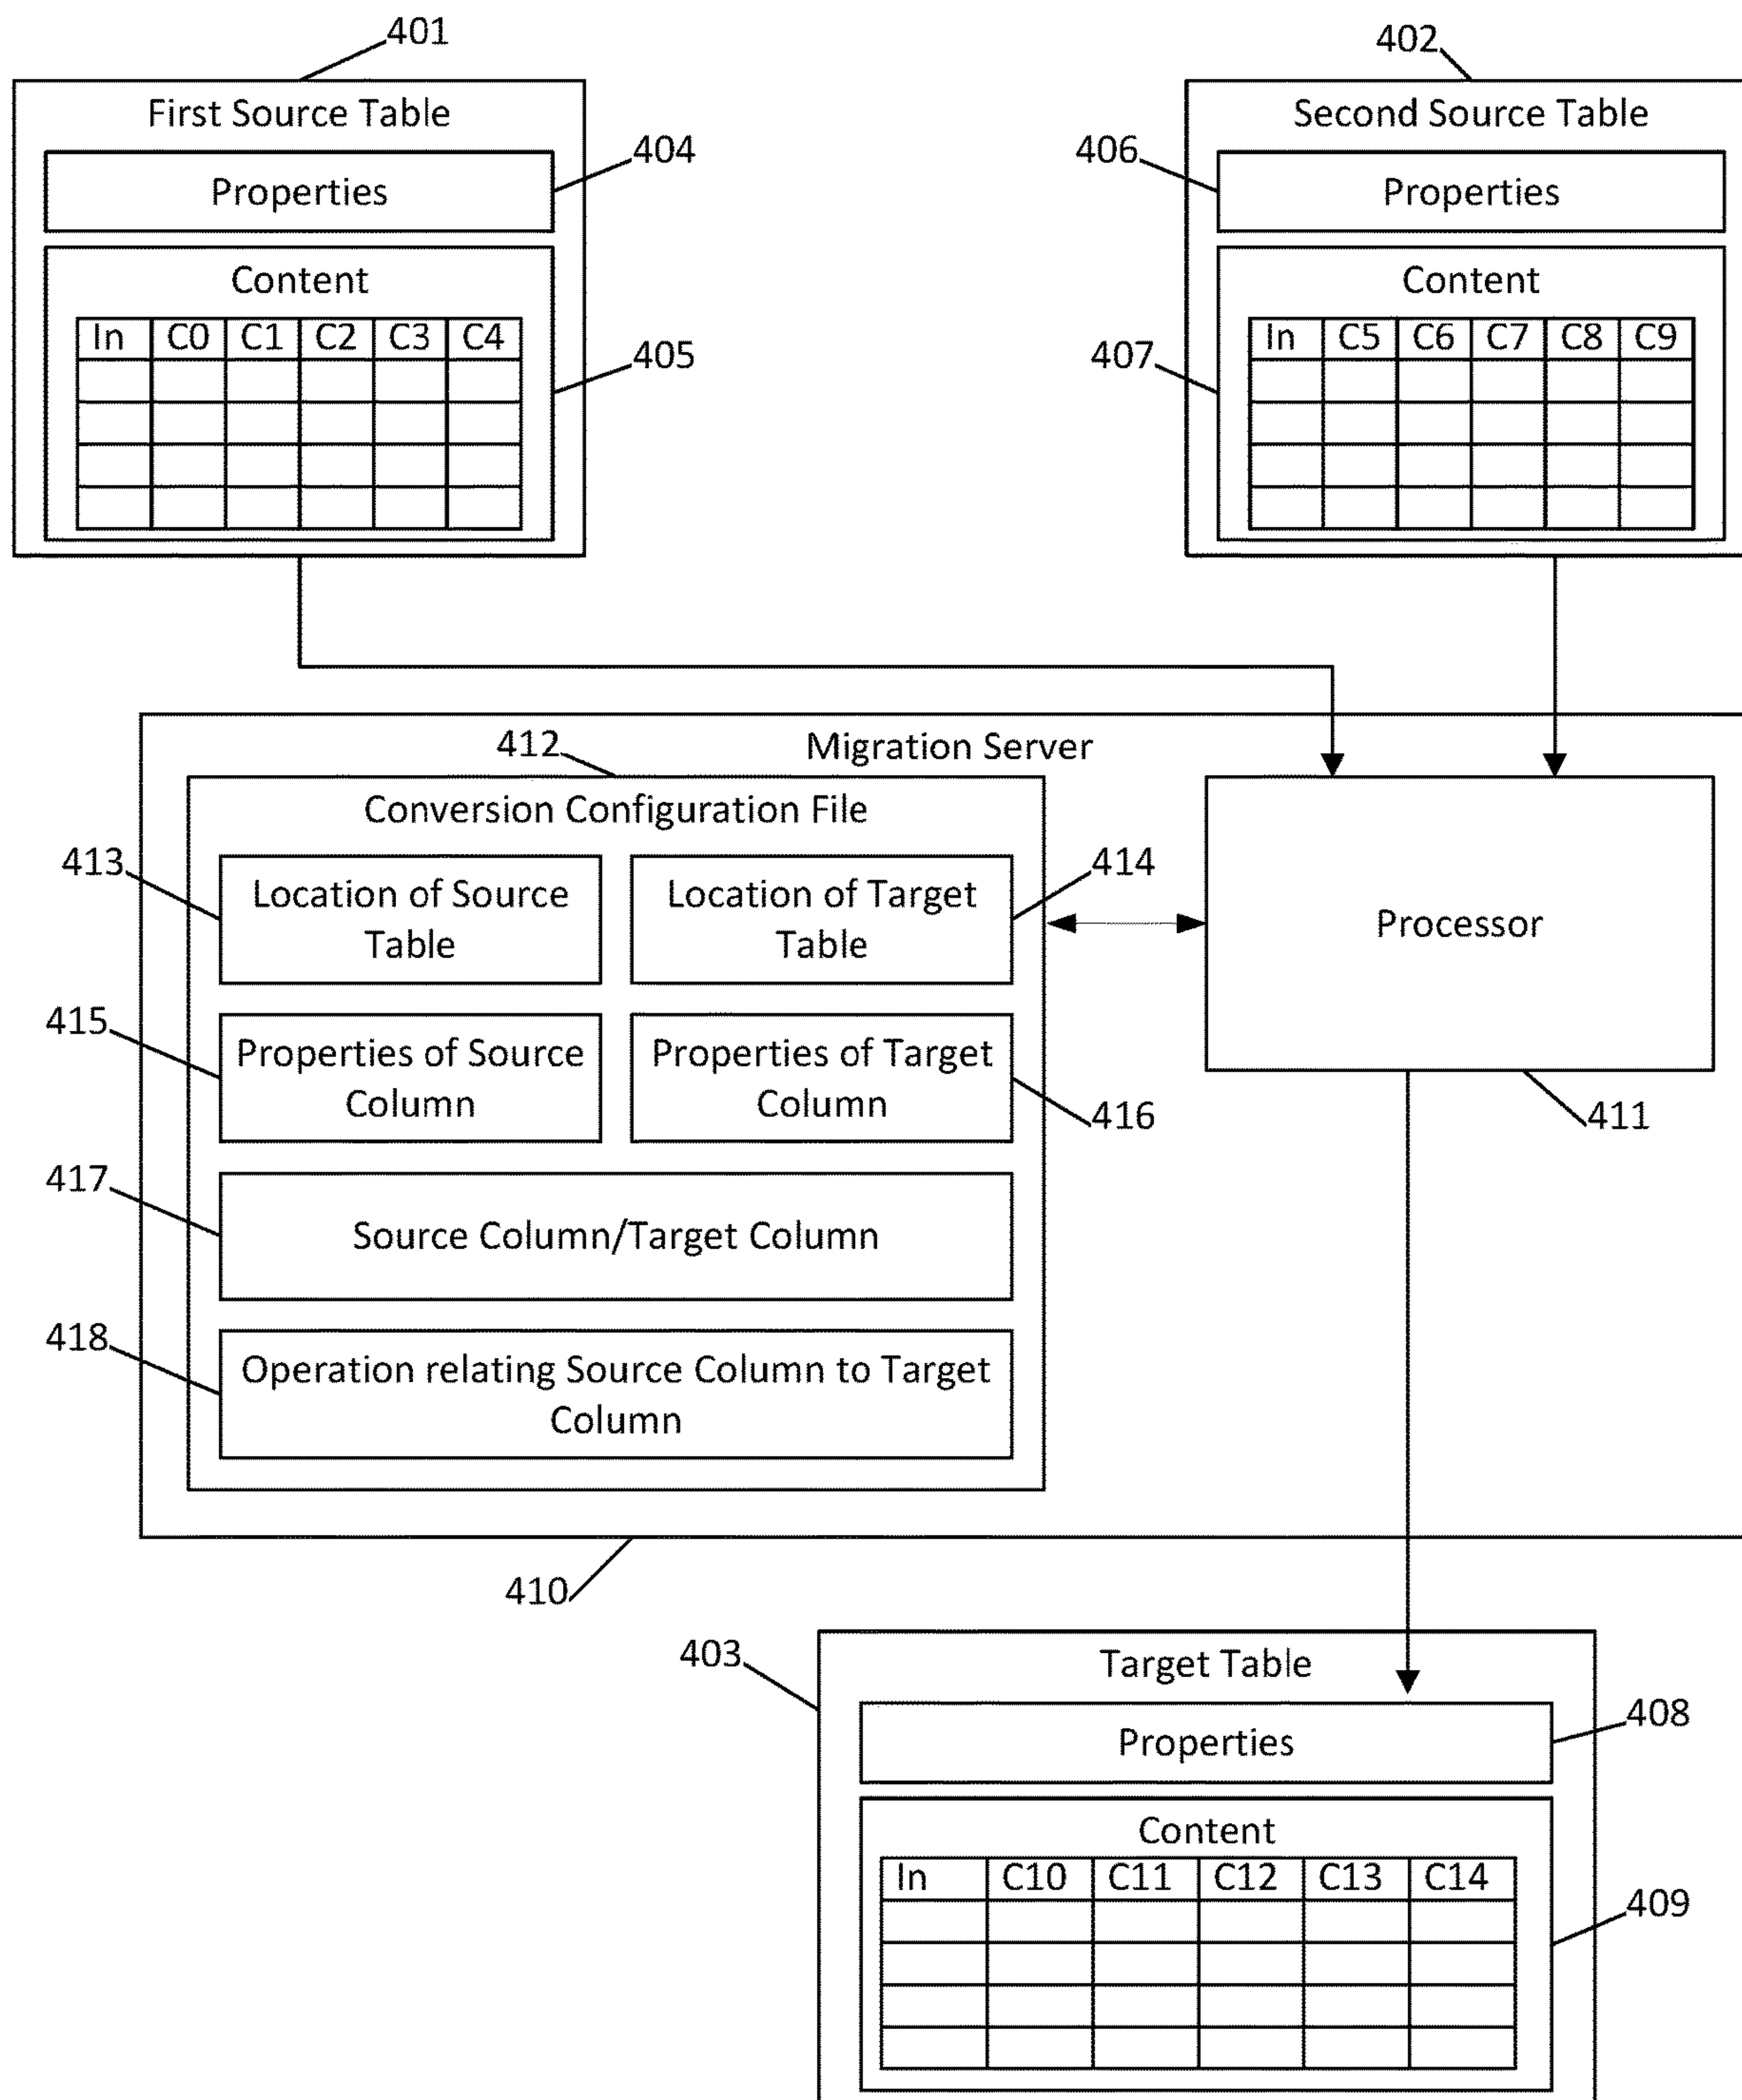 401
402
First Source Table
Second Source Table
404
406
Properties
Properties
Content
Content
In C0 C1 C2 C3 C4
In C5 C6 C7 C8 C9
405
407
412
Migration Server
Conversion Configuration File
413
414
Location of Source
Table
Location of Target
Table
Processor
415
Properties of Source
Column
Properties of Target
Column
416
411
417
Source Column/Target Column
418
Operation relating Source Column to Target
Column
410
403
Target Table
408
Properties
Content
In C10 C11 C12 C13 C14
409